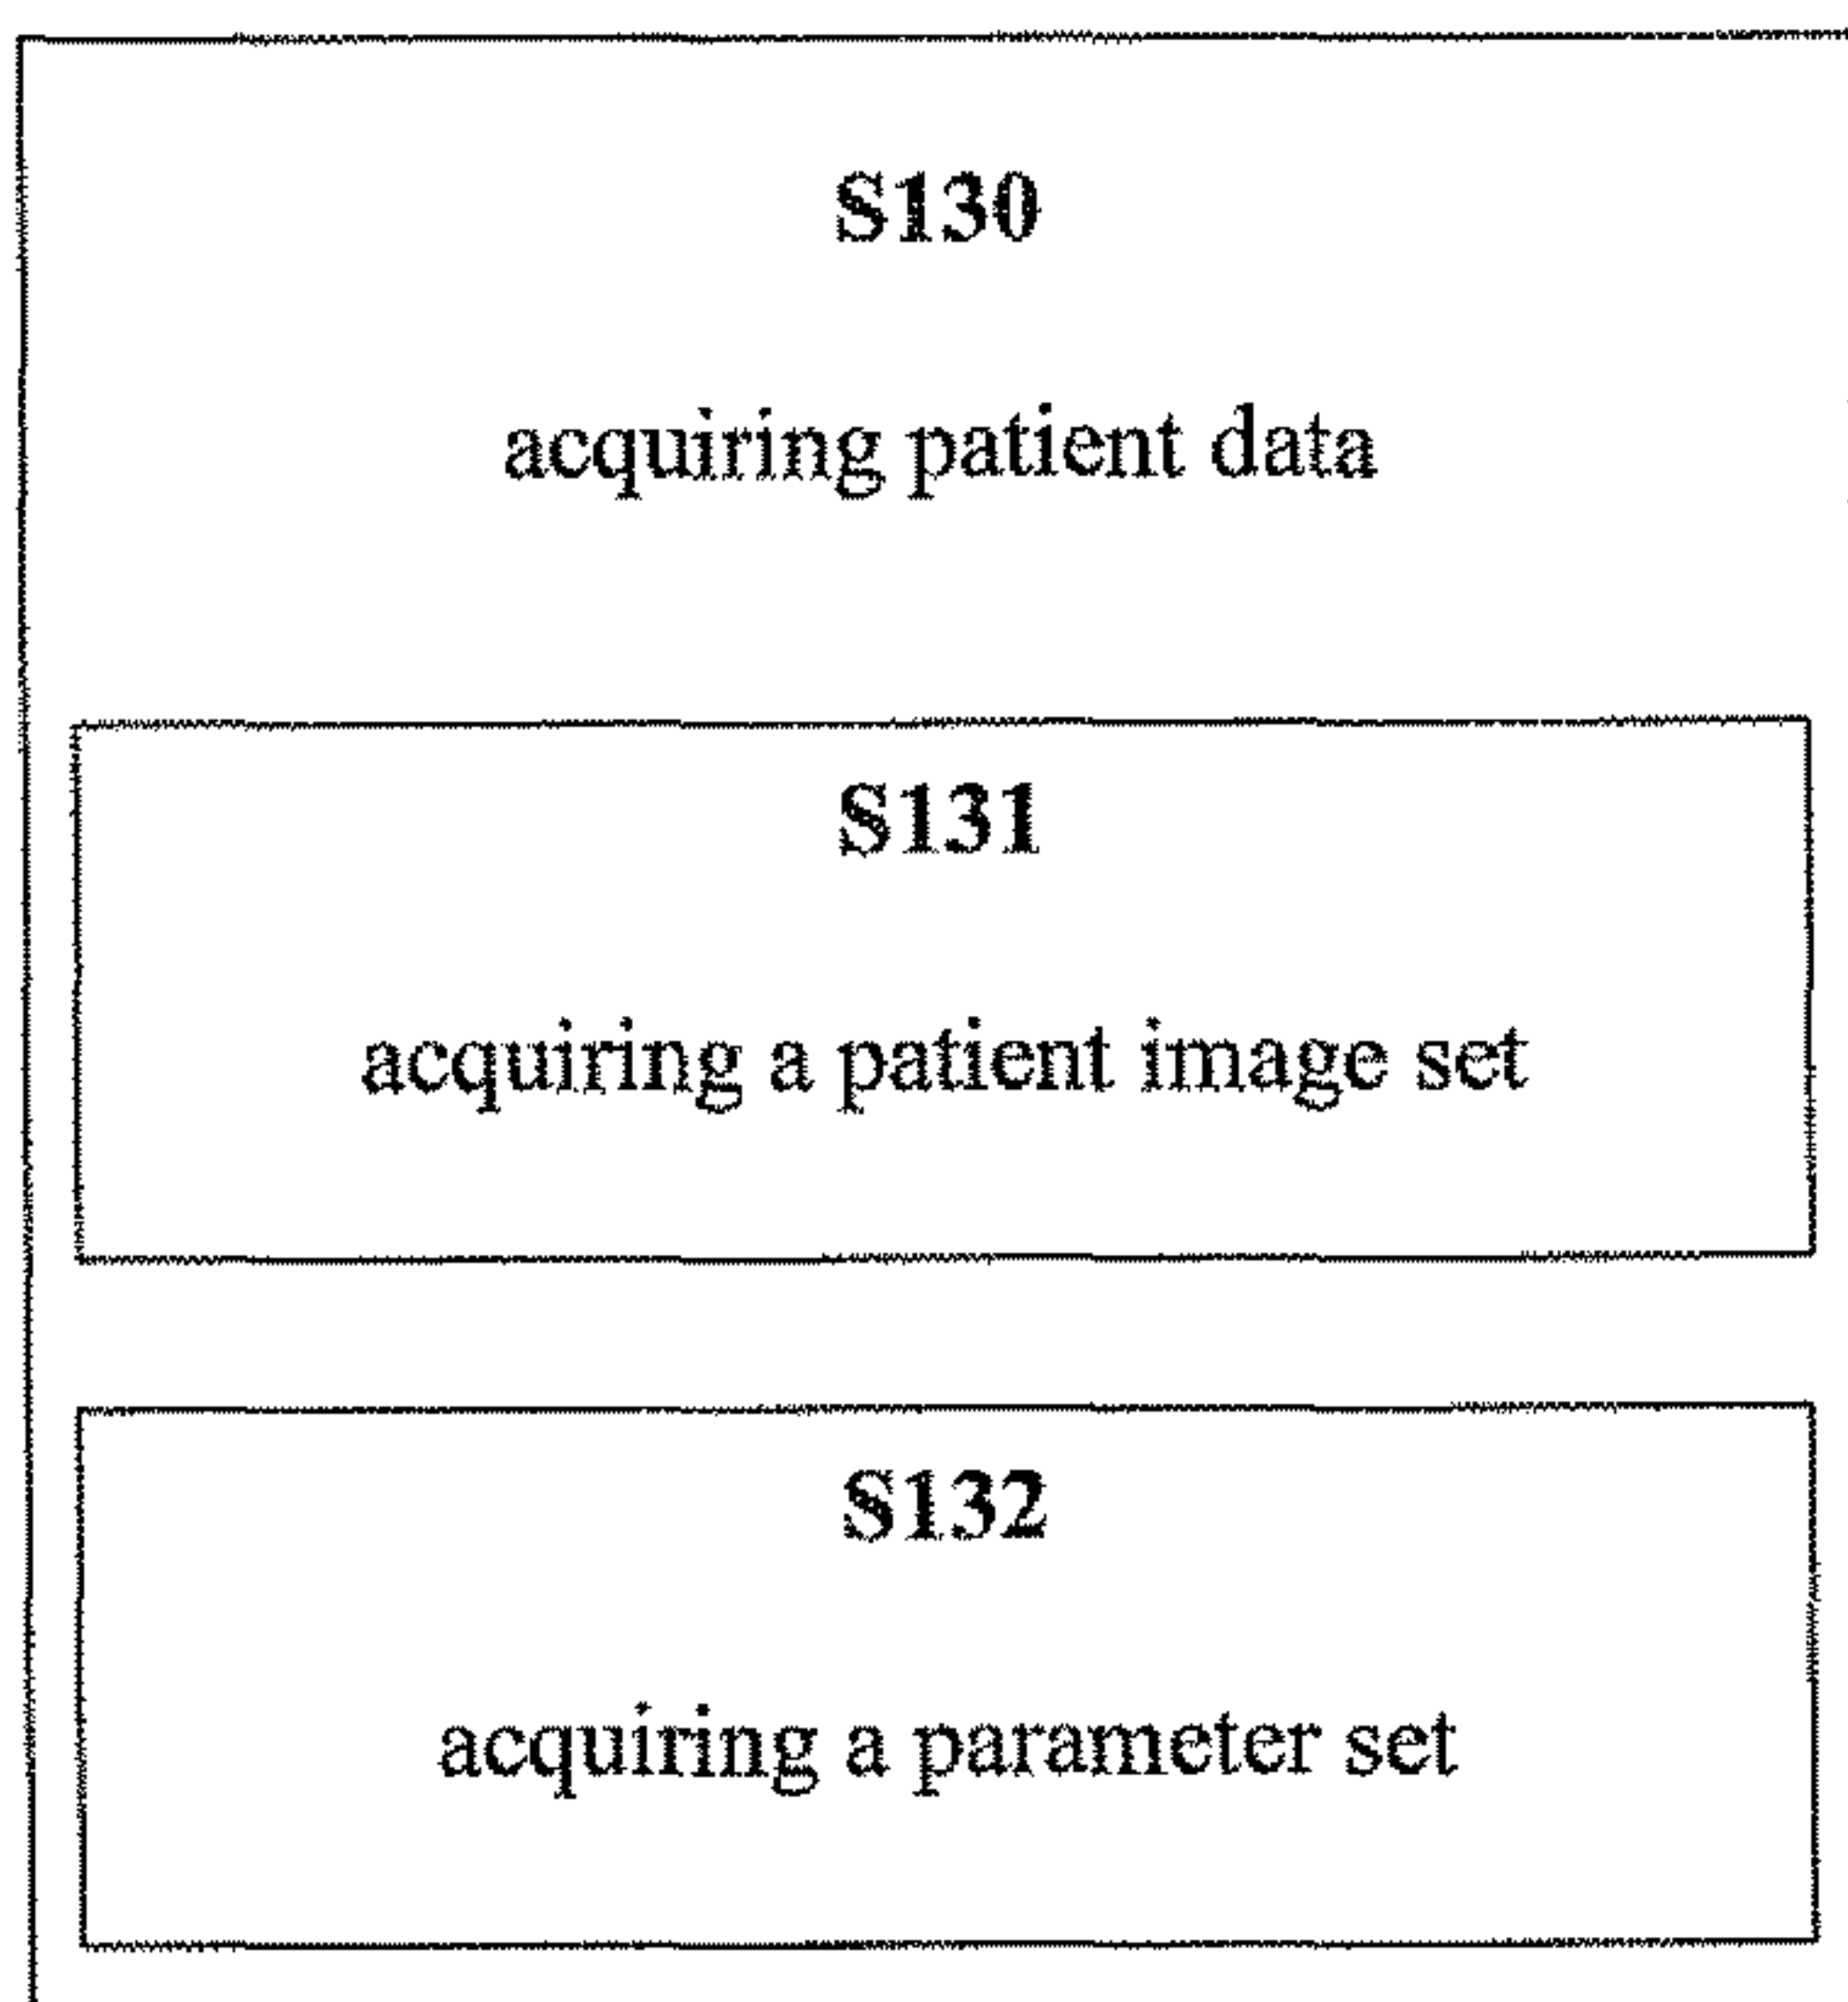 S130
acquiring patient data
S131
acquiring a patient image set
S132
acquiring a parameter set